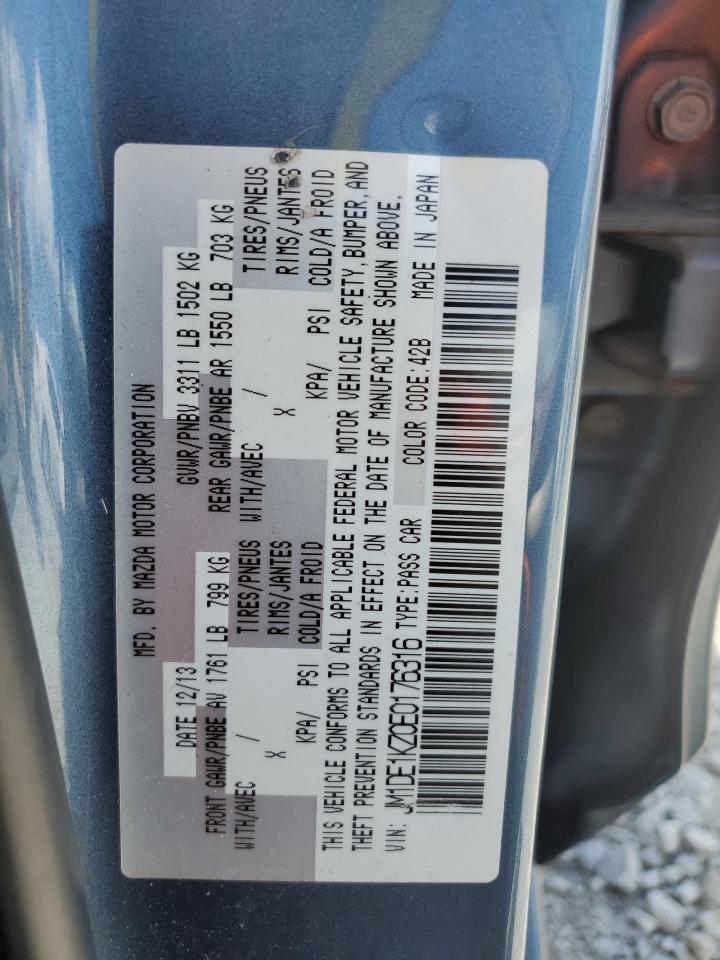 MFD. BY MAZDA MOTOR CORPORATION
DATE 12/13 GVWR/PNBV 3311 LB 1502 KG
FRONT GAWR/PNBE AV 1761 LB 799 KG REAR GAWR/PNBE AR 1550 LB 703 KG
WITH/AVEC / TIRES/PNEUS WITH/AVEC / TIRES/PNEUS
X RIMS/JANTES X RIMS/JANTES
KPA/ PSI COLD/A FROID KPA/ PSI COLD/A FROID
THIS VEHICLE CONFORMS TO ALL APPLICABLE FEDERAL MOTOR VEHICLE SAFETY, BUMPER, AND
THEFT PREVENTION STANDARDS IN EFFECT ON THE DATE OF MANUFACTURE SHOWN ABOVE.
VIN: JM1DE1KZ0E0176316 TYPE:PASS CAR COLOR CODE:42B MADE IN JAPAN